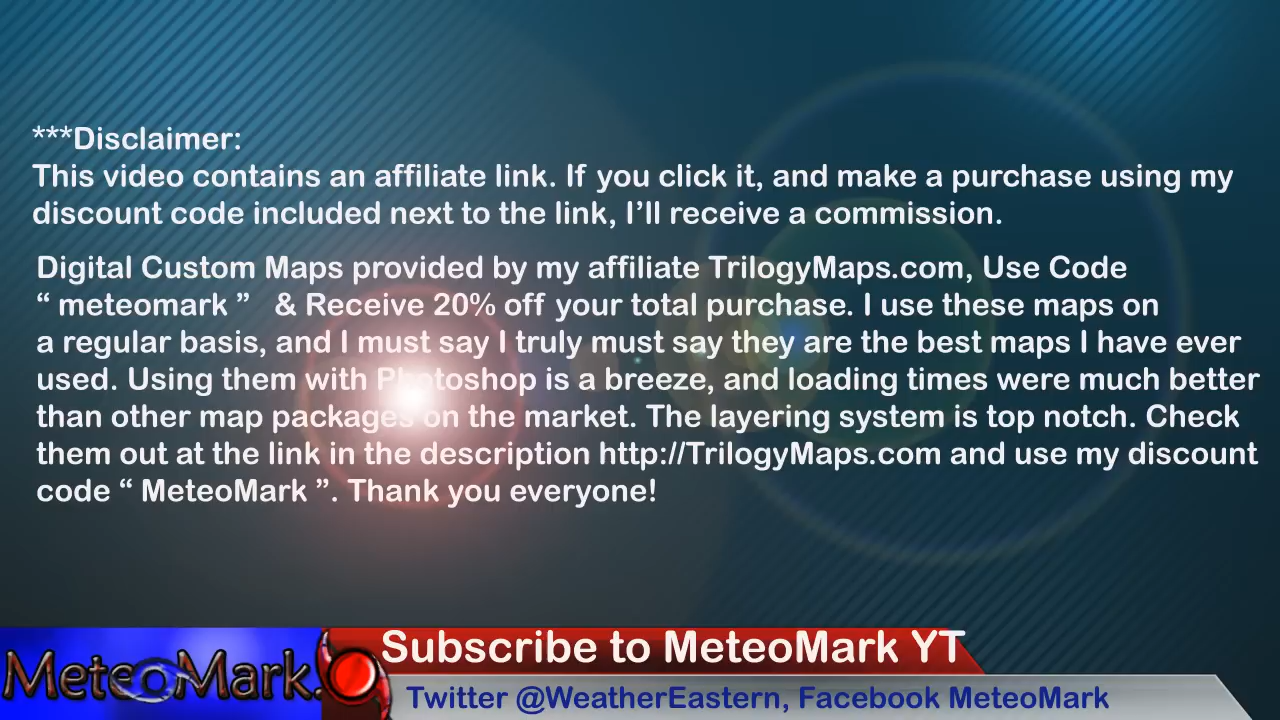 ***Disclaimer:
This video contains an affiliate link. If you click it, and make a purchase using my
discount code included next to the link, I’ll receive a commission.
Digital Custom Maps provided by my affiliate TrilogyMaps.com, Use Code
“ meteomark ” & Receive 20% off your total purchase. I use these maps on
a regular basis, and I must say I truly must say they are the best maps I have ever
used. Using them with Photoshop is a breeze, and loading times were much better
than other map packages on the market. The layering system is top notch. Check
them out at the link in the description http://TrilogyMaps.com and use my discount
code “ MeteoMark ”. Thank you everyone!
Subscribe to MeteoMark YT
MeteoMark.
Twitter @WeatherEastern, Facebook MeteoMark